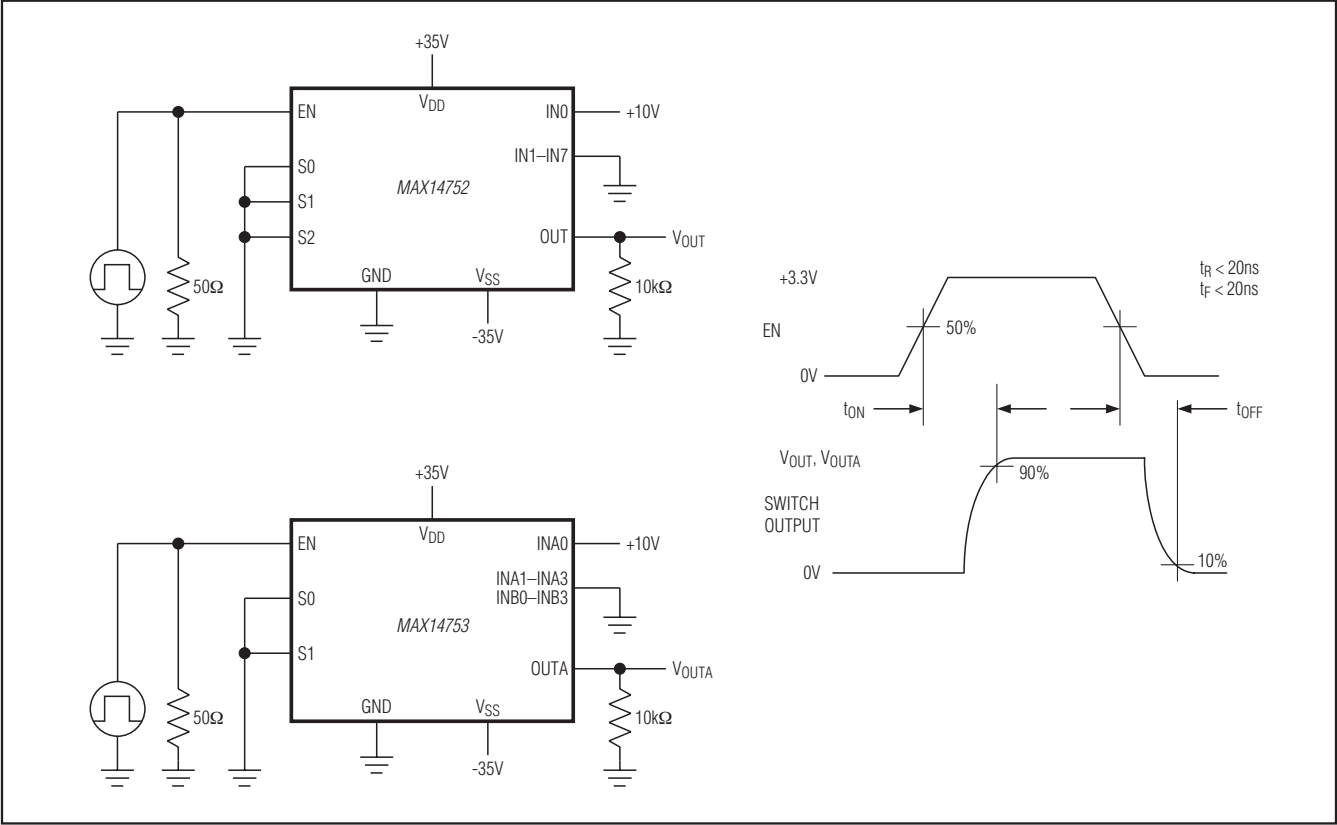 +35V
VDD
EN
IN0
+10V
S0
IN1–IN7
S1
MAX14752
S2
OUT
VOUT
50Ω
GND
VSS
10kΩ
-35V
+35V
VDD
EN
INA0
+10V
S0
INA1–INA3
INB0–INB3
MAX14753
S1
OUTA
VOUTA
50Ω
GND
VSS
10kΩ
-35V
+3.3V
tR < 20ns
tF < 20ns
EN
50%
0V
tON
tOFF
VOUT, VOUTA
90%
SWITCH
OUTPUT
10%
0V